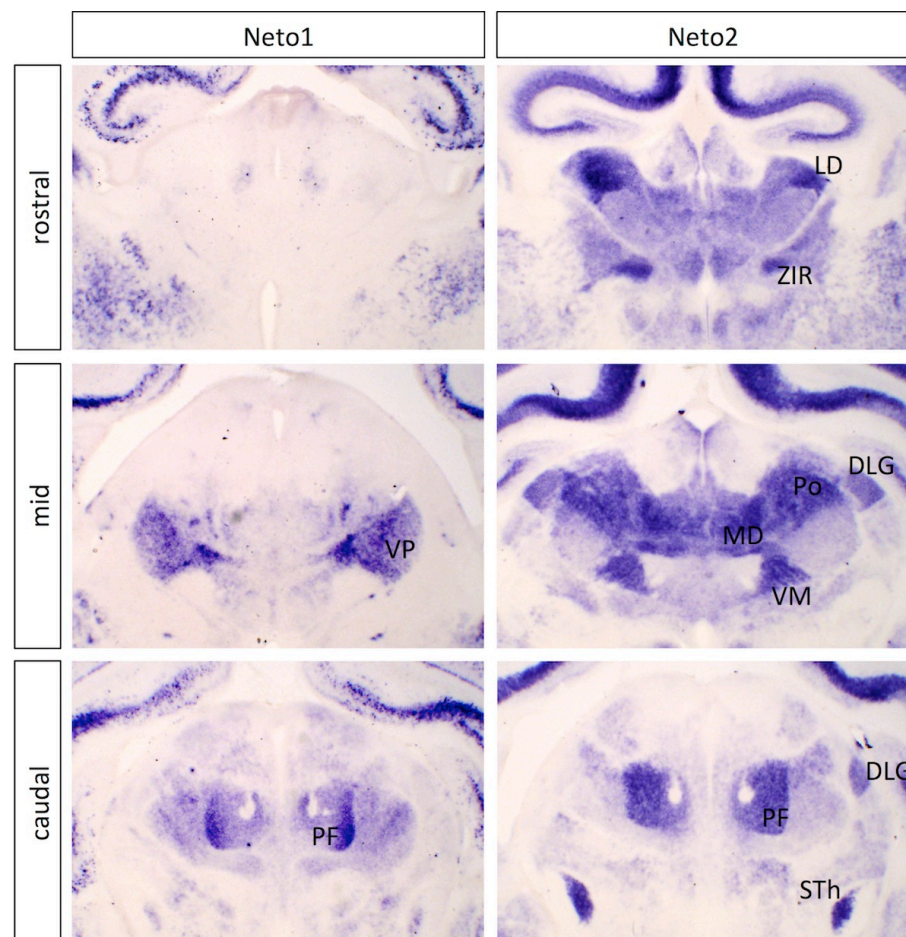 Neto1
Neto2
rostral
LD
ZIR
mid
VP
DLG
Po
MD
VM
caudal
PF
DLG
PF
STh